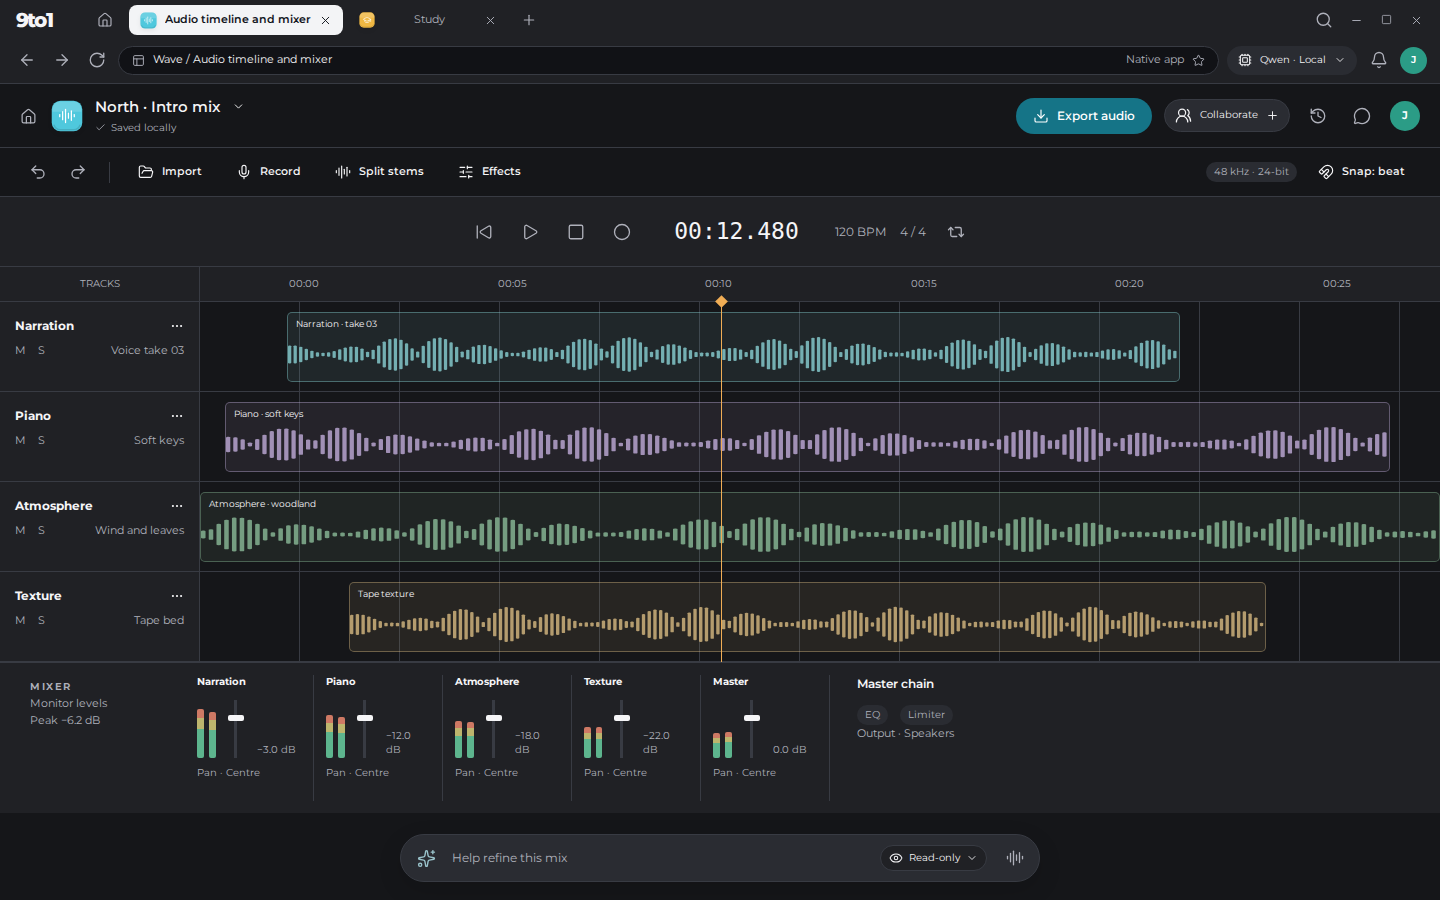 9to1
Audio timeline and mixer
Study
Wave / Audio timeline and mixer
Native app
Qwen · Local
J
North · Intro mix
Saved locally
Export audio
Collaborate
J
Import
Record
Split stems
Effects
48 kHz · 24-bit
Snap: beat
00:12.480
120 BPM
4 / 4
TRACKS
00:00
00:05
00:10
00:15
00:20
00:25
Narration
M S Voice take 03
Narration · take 03
Piano
M S Soft keys
Piano · soft keys
Atmosphere
M S Wind and leaves
Atmosphere · woodland
Texture
M S Tape bed
Tape texture
MIXER
Monitor levels
Peak −6.2 dB
Narration
−3.0 dB
Pan · Centre
Piano
−12.0
dB
Pan · Centre
Atmosphere
−18.0
dB
Pan · Centre
Texture
−22.0
dB
Pan · Centre
Master
0.0 dB
Pan · Centre
Master chain
EQ
Limiter
Output · Speakers
Help refine this mix
Read-only